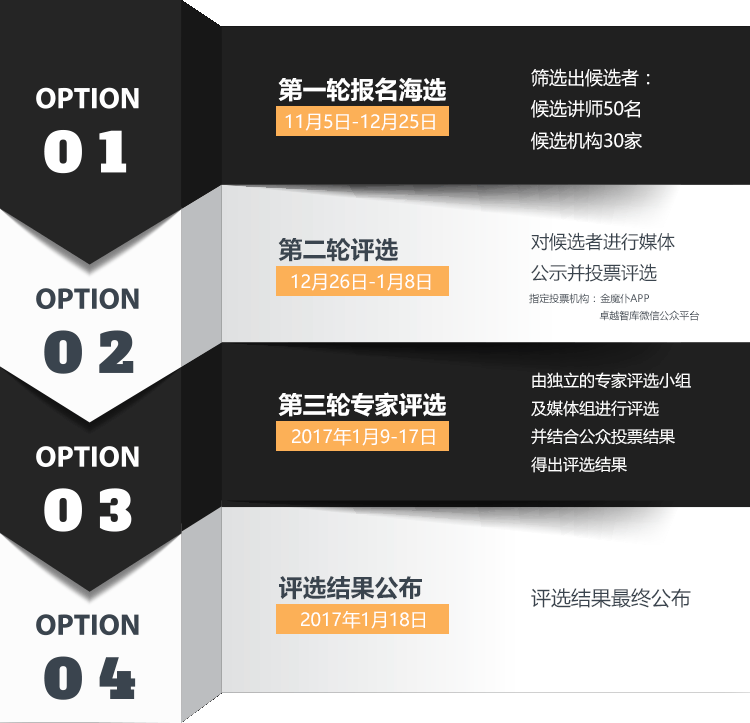 OPTION
01
第一轮报名海选
11月5日-12月25日
筛选出候选者：
候选讲师50名
候选机构30家
OPTION
02
第二轮评选
12月26日-1月8日
对候选者进行媒体
公示并投票评选
指定投票机构：金魔仆APP
卓越智库微信公众平台
OPTION
03
第三轮专家评选
2017年1月9-17日
由独立的专家评选小组
及媒体组进行评选
并结合公众投票结果
得出评选结果
OPTION
04
评选结果公布
2017年1月18日
评选结果最终公布